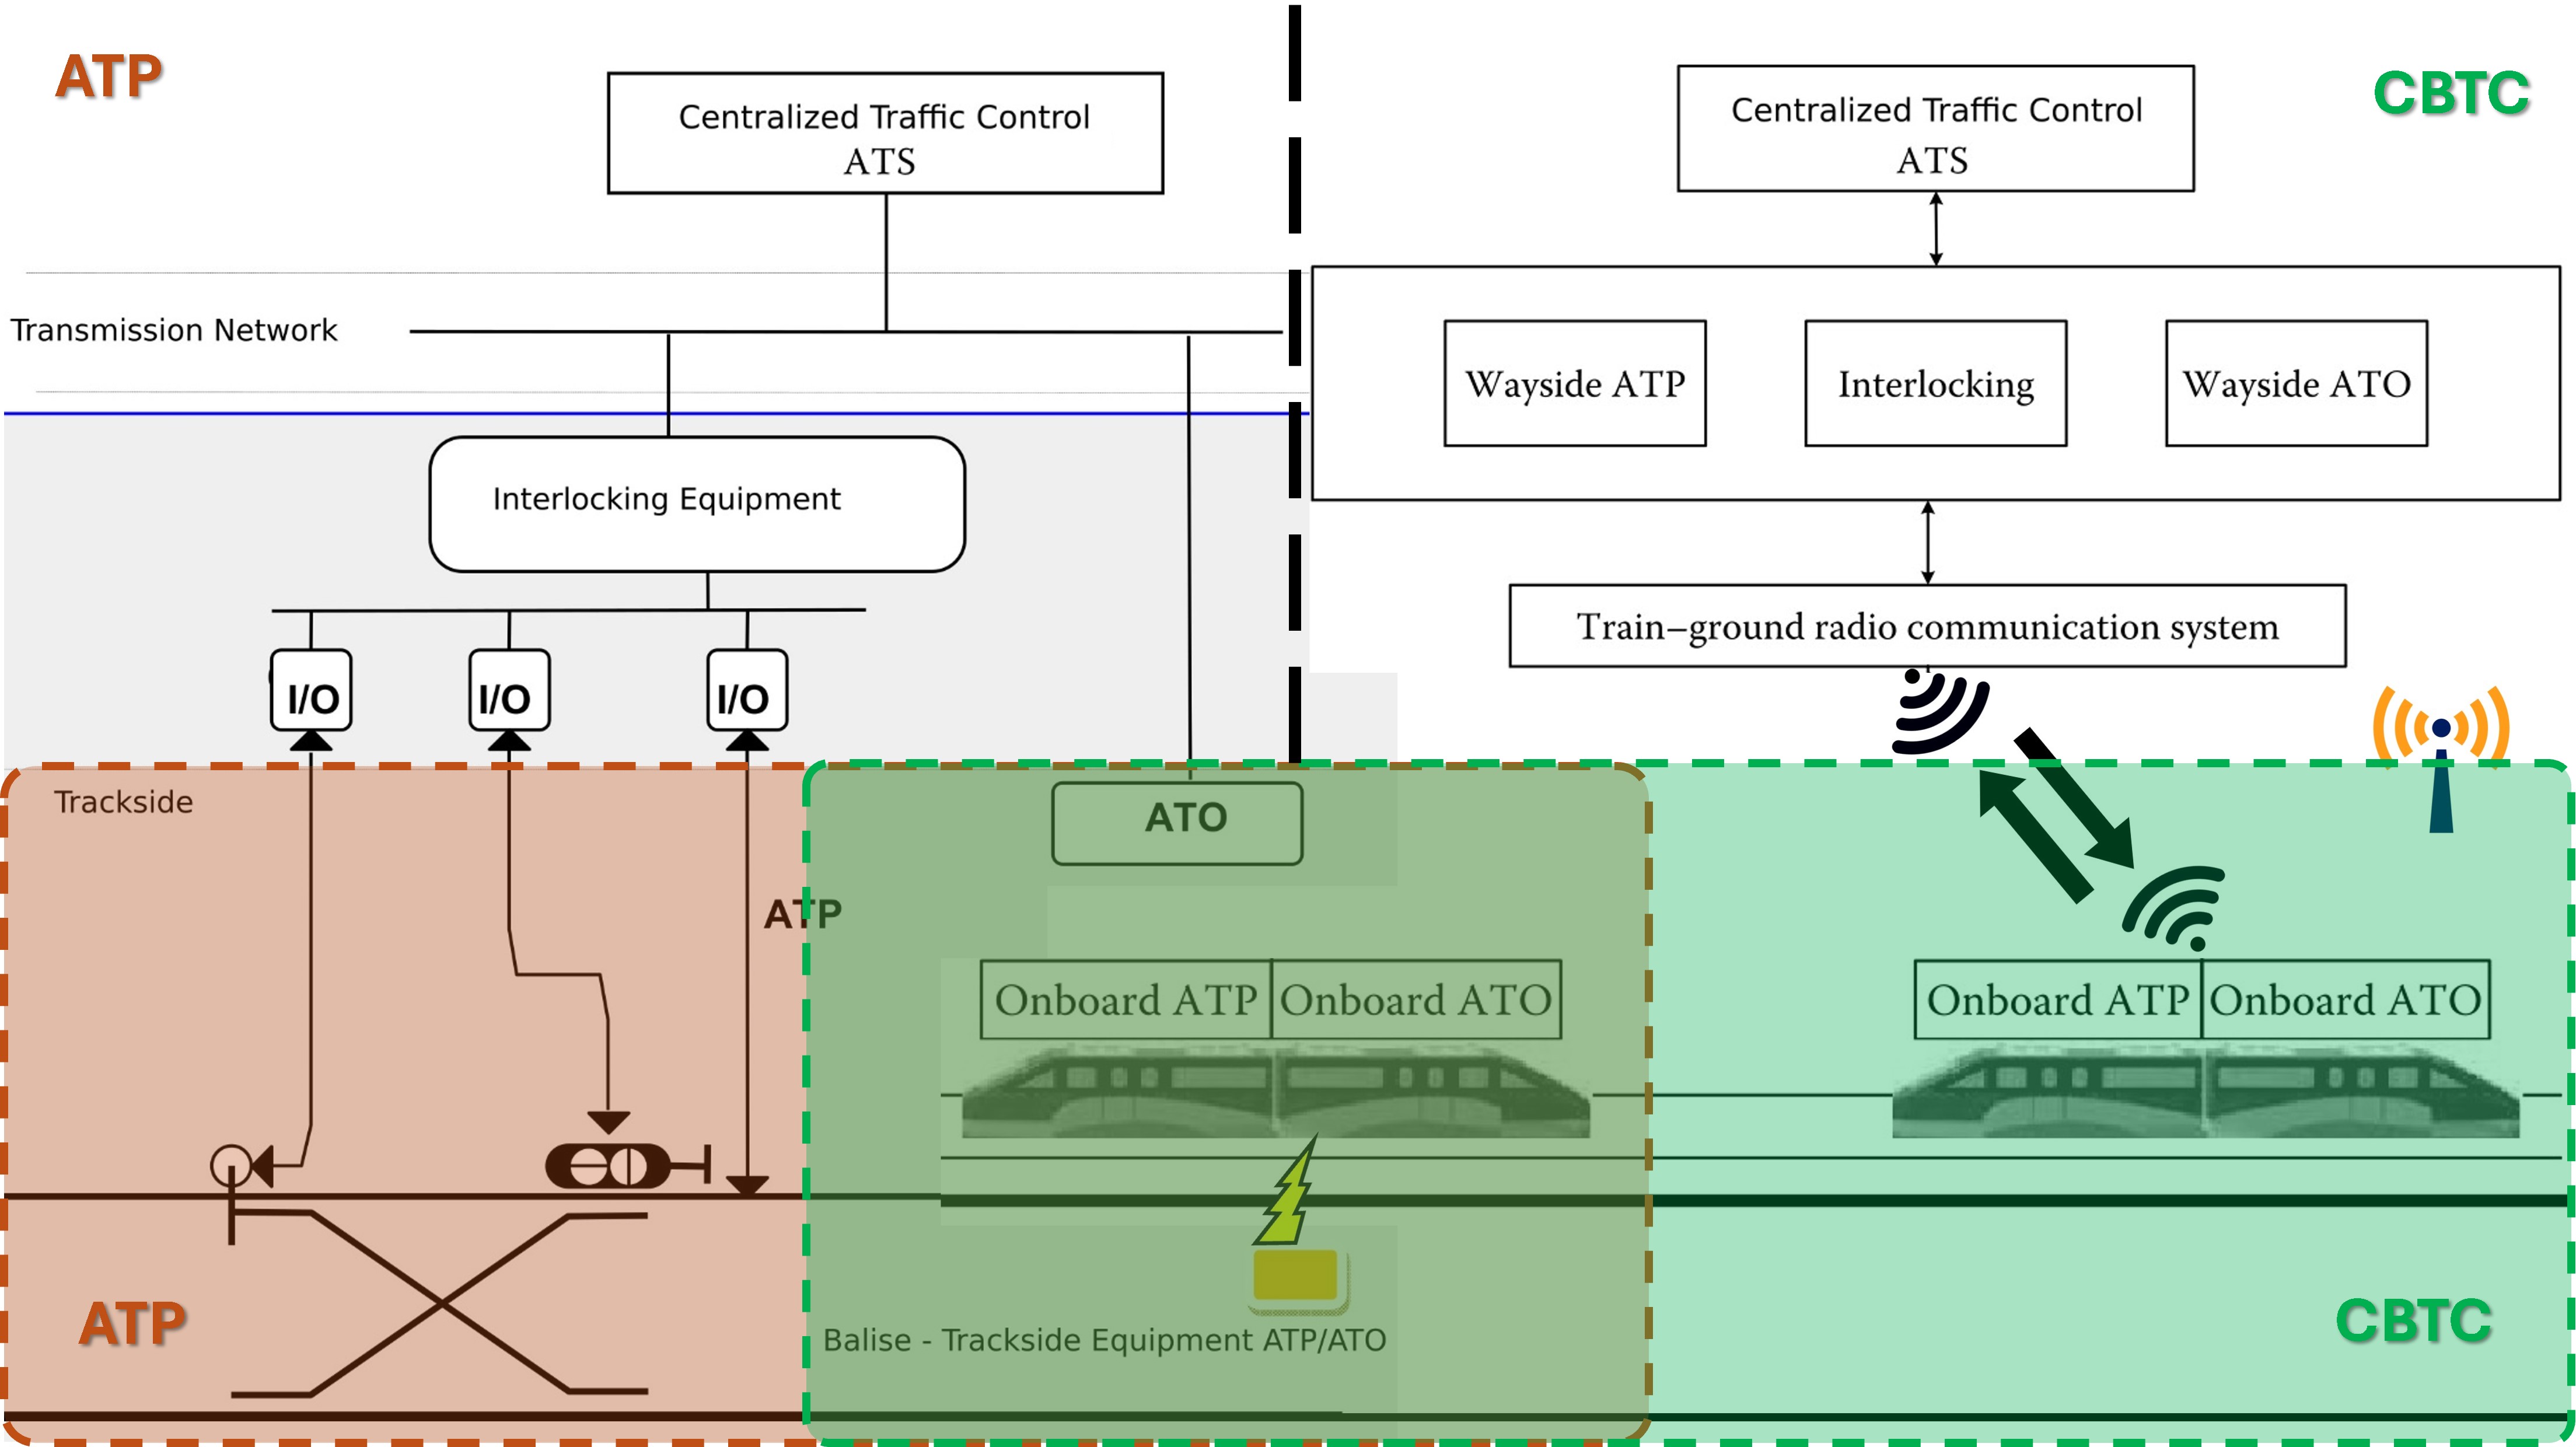 ATP
CBTC
Centralized Traffic Control
ATS
Centralized Traffic Control
ATS
Transmission Network
Wayside ATP
Interlocking
Wayside ATO
Interlocking Equipment
Train–ground radio communication system
I/O
I/O
I/O
Trackside
ATO
ATP
Onboard ATP
Onboard ATO
Onboard ATP
Onboard ATO
ATP
Balise - Trackside Equipment ATP/ATO
CBTC